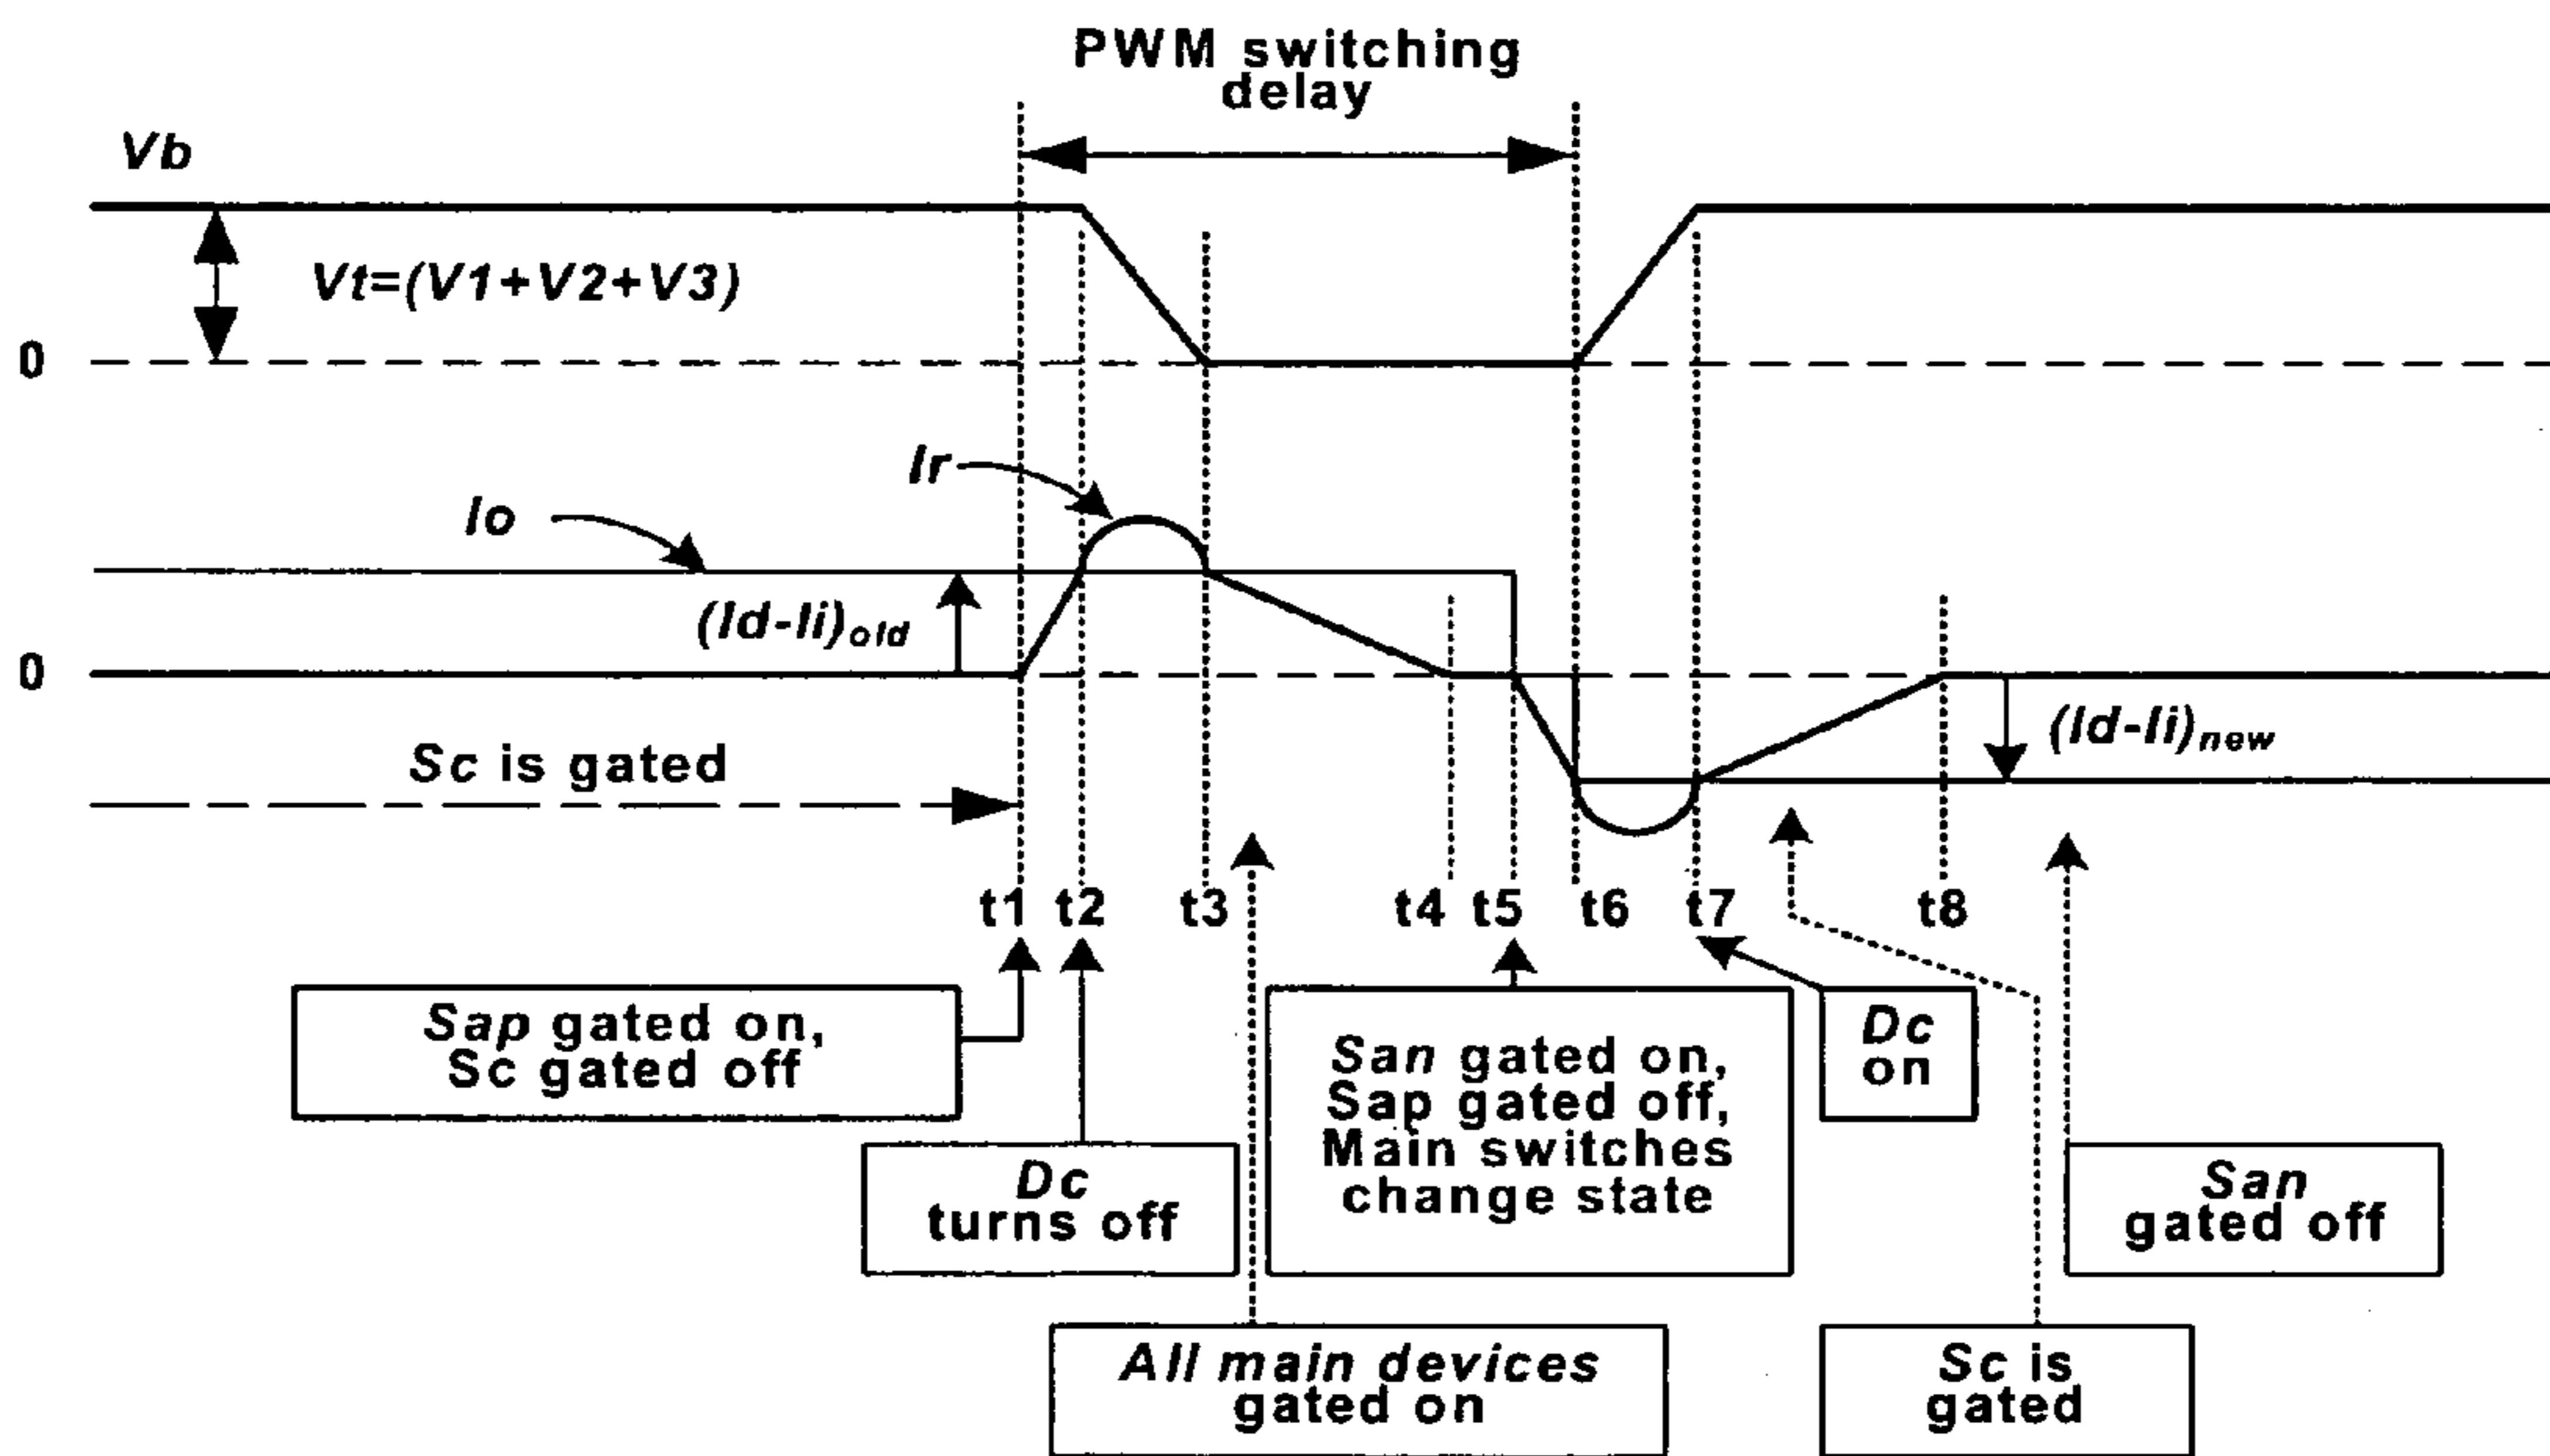 PWM switching
delay
Vb
Vt=(V1+V2+V3)
0
Ir
Io
(Id-Ii)old
0
(Id-Ii)new
Sc is gated
t1 t2 t3 t4 t5 t6 t7 t8
Sap gated on,
Sc gated off
Dc
turns off
San gated on,
Sap gated off,
Main switches
change state
Dc
on
San
gated off
All main devices
gated on
Sc is
gated